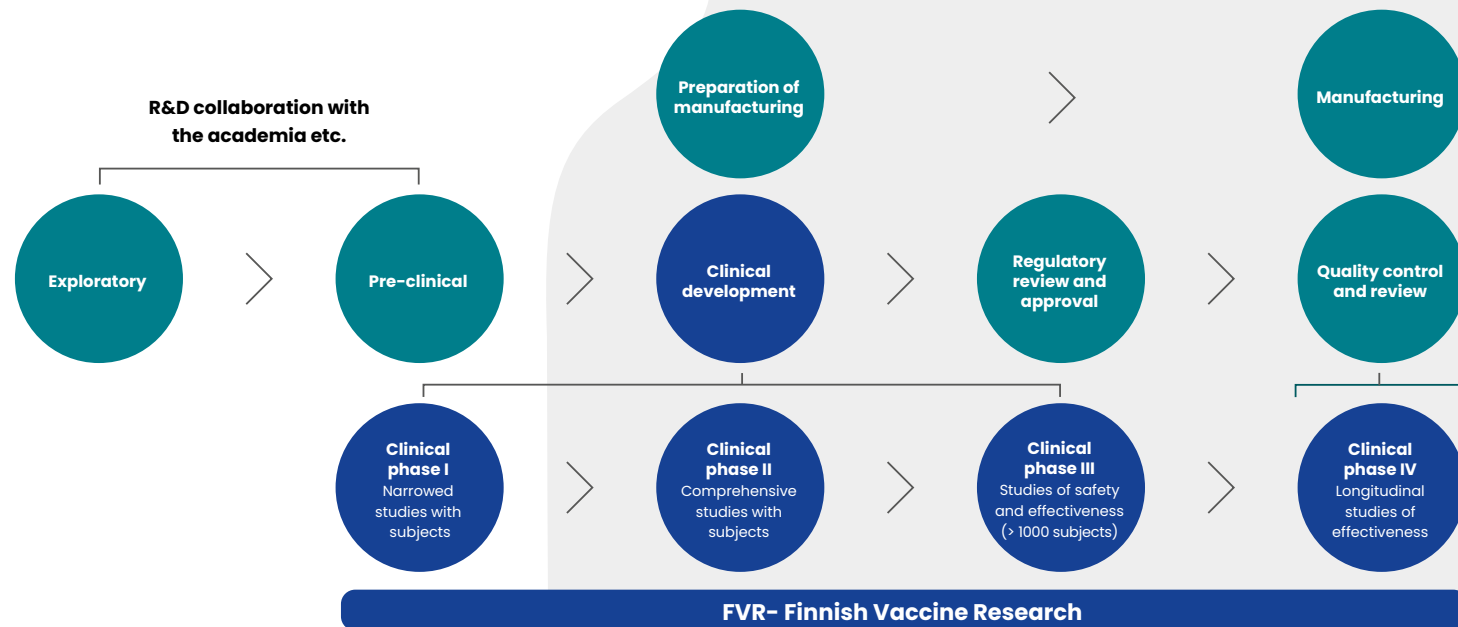 R&D collaboration with
the academia etc.
Preparation of
manufacturing
Manufacturing
Exploratory
Pre-clinical
Clinical
development
Regulatory
review and
approval
Quality control
and review
Clinical
phase I
Narrowed
studies with
subjects
Clinical
phase II
Comprehensive
studies with
subjects
Clinical
phase III
Studies of safety
and effectiveness
(> 1000 subjects)
Clinical
phase IV
Longitudinal
studies of
effectiveness
FVR- Finnish Vaccine Research